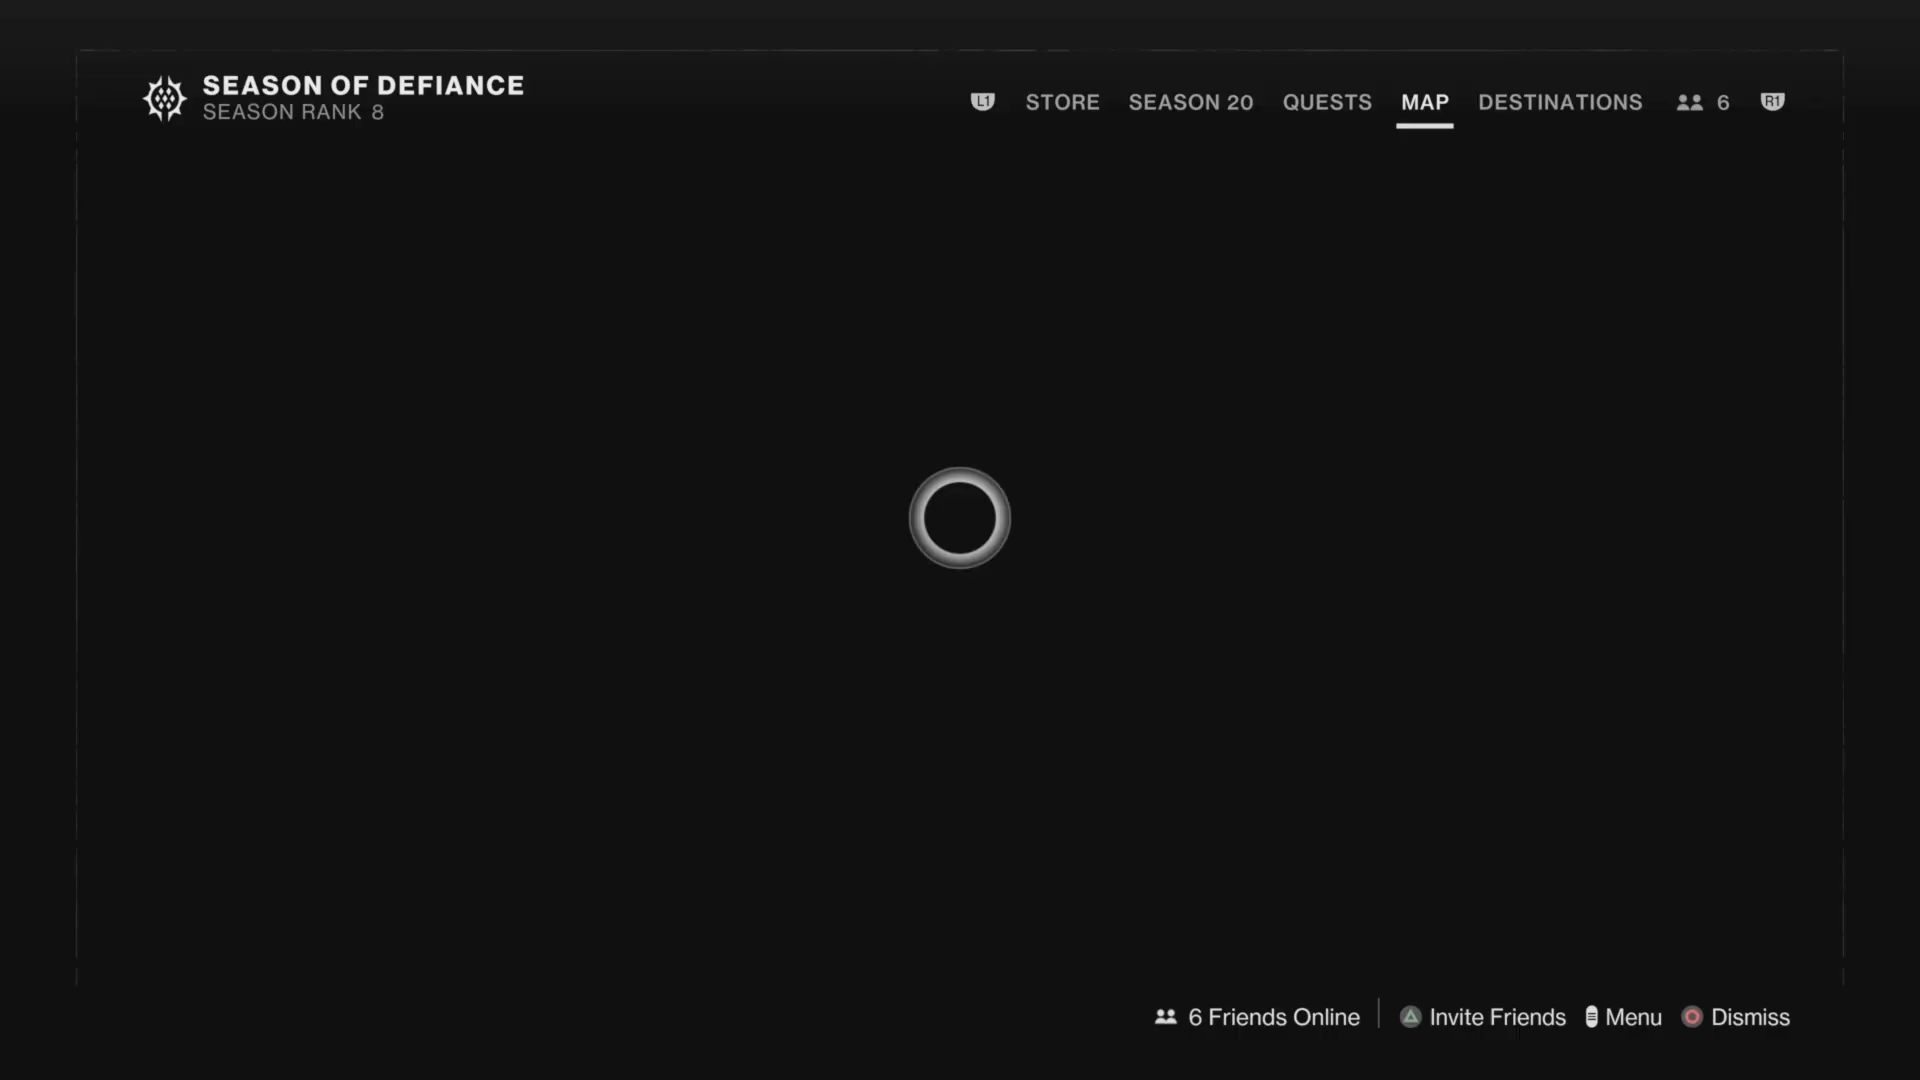 SEASON OF DEFIANCE
SEASON RANK 8
L1 STORE SEASON 20 QUESTS MAP DESTINATIONS 6 R1
6 Friends Online Invite Friends Menu Dismiss